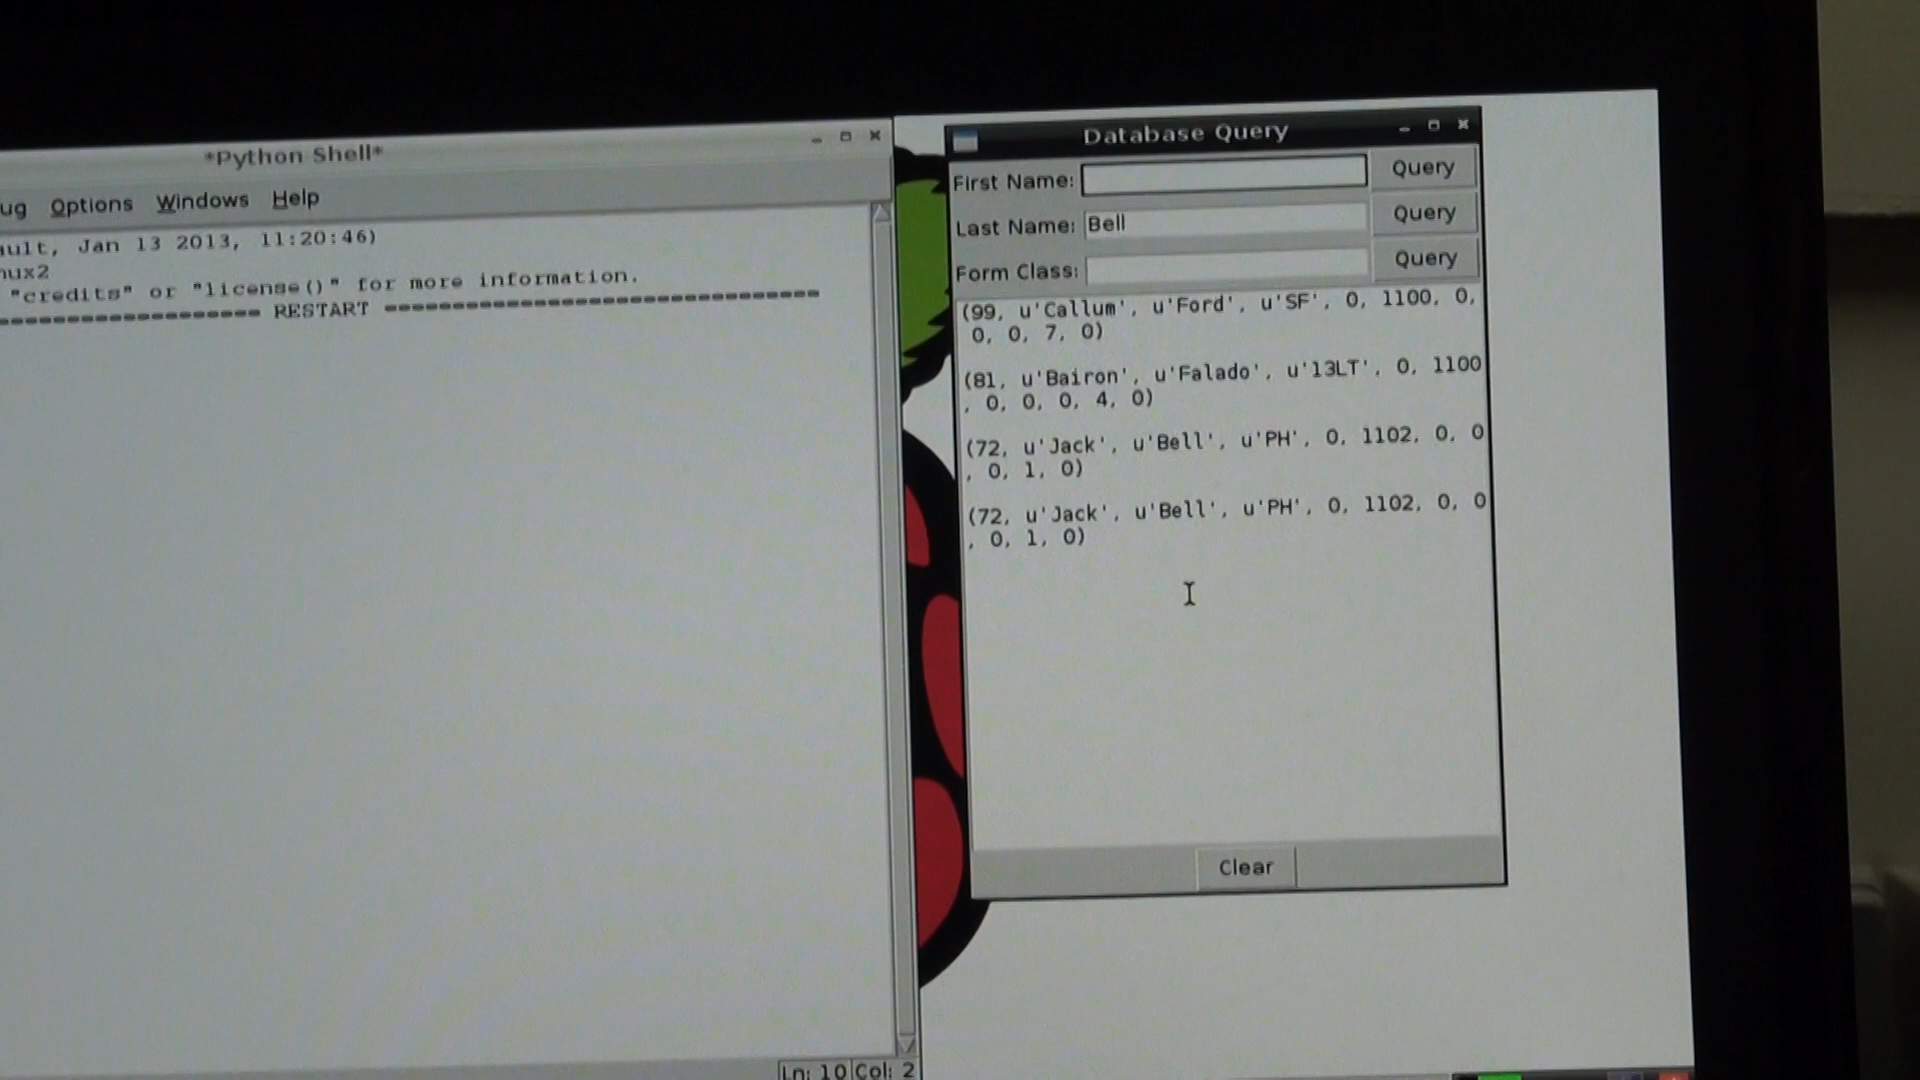 *Python Shell*
ug Options Windows Help
ault, Jan 13 2013, 11:20:46)
nux2
"credits" or "license()" for more information.
=================== RESTART ================================
Ln: 10 Col: 2
Database Query
First Name: Query
Last Name: Bell Query
Form Class: Query
(99, u'Callum', u'Ford', u'SF', 0, 1100, 0,
0, 0, 7, 0)
(81, u'Bairon', u'Falado', u'13LT', 0, 1100
, 0, 0, 0, 4, 0)
(72, u'Jack', u'Bell', u'PH', 0, 1102, 0, 0
, 0, 1, 0)
(72, u'Jack', u'Bell', u'PH', 0, 1102, 0, 0
, 0, 1, 0)
Clear